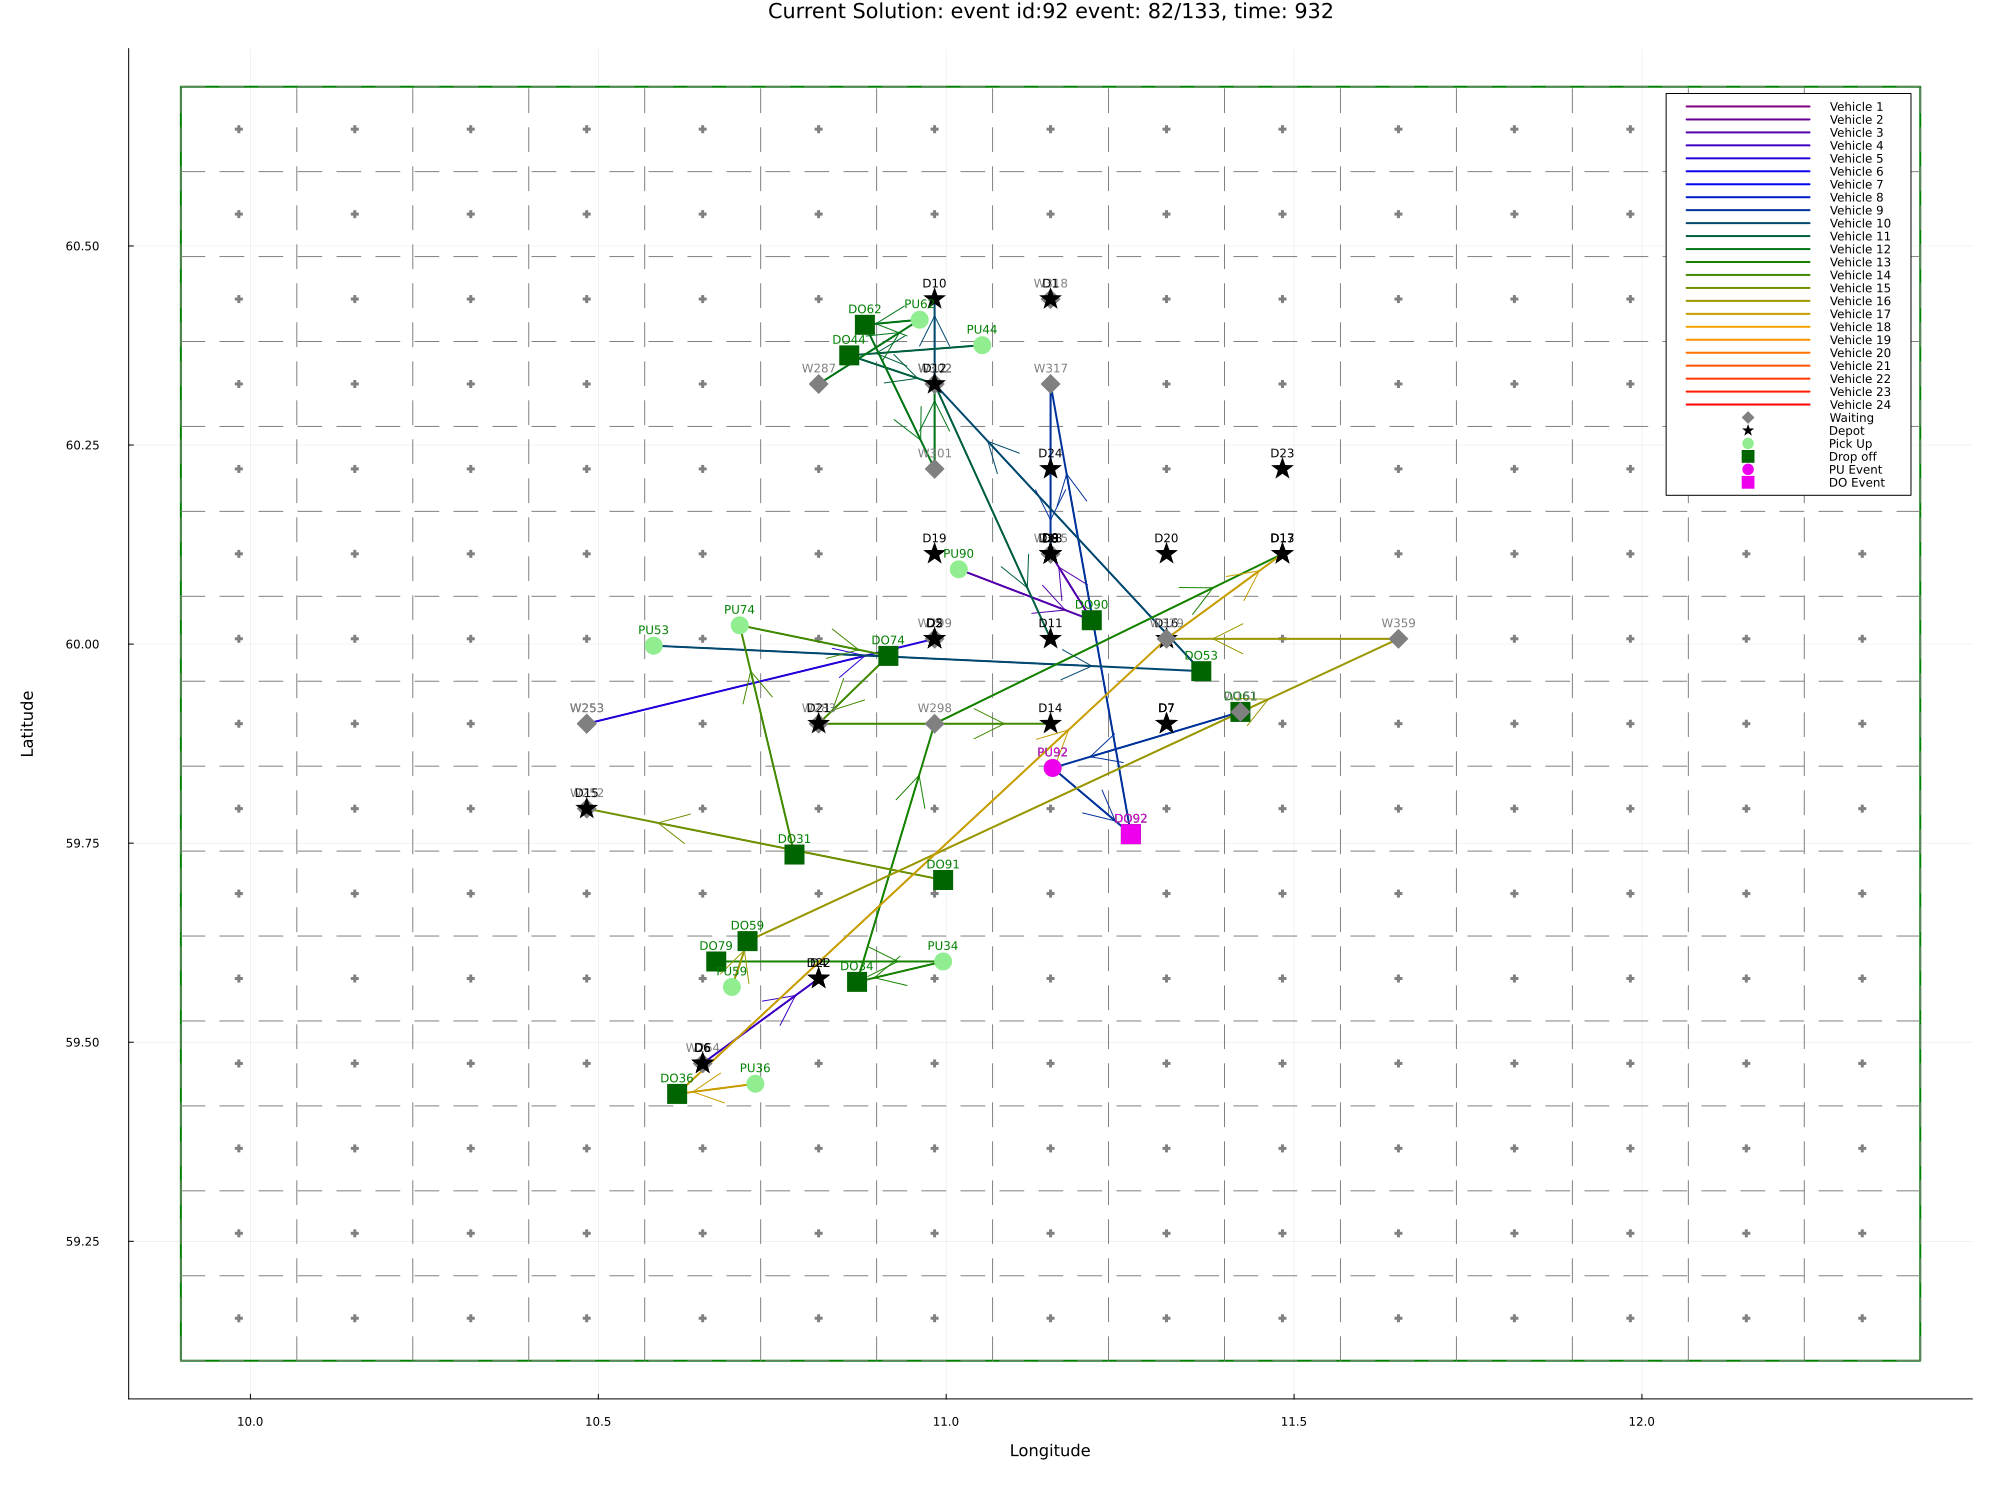 Current Solution: event id:92 event: 82/133, time: 932
Vehicle 1
Vehicle 2
Vehicle 3
Vehicle 4
Vehicle 5
Vehicle 6
Vehicle 7
Vehicle 8
Vehicle 9
Vehicle 10
Vehicle 11
Vehicle 12
Vehicle 13
Vehicle 14
Vehicle 15
Vehicle 16
Vehicle 17
Vehicle 18
Vehicle 19
Vehicle 20
Vehicle 21
Vehicle 22
Vehicle 23
Vehicle 24
Waiting
Depot
Pick Up
Drop off
PU Event
DO Event
60.50
60.25
60.00
59.75
59.50
59.25
Latitude
D10
D1
DO62
PU44
DO44
W287
D12
W317
W301
D24
D23
D19
D20
PU90
DO90
PU74
PU53
DO74
D11
W359
DO53
W253
D21
W298
D14
D7
DO61
PU92
D15
DO92
DO31
DO91
DO59
DO79
PU34
PU59
DO34
D6
PU36
DO36
10.0
10.5
11.0
11.5
12.0
Longitude